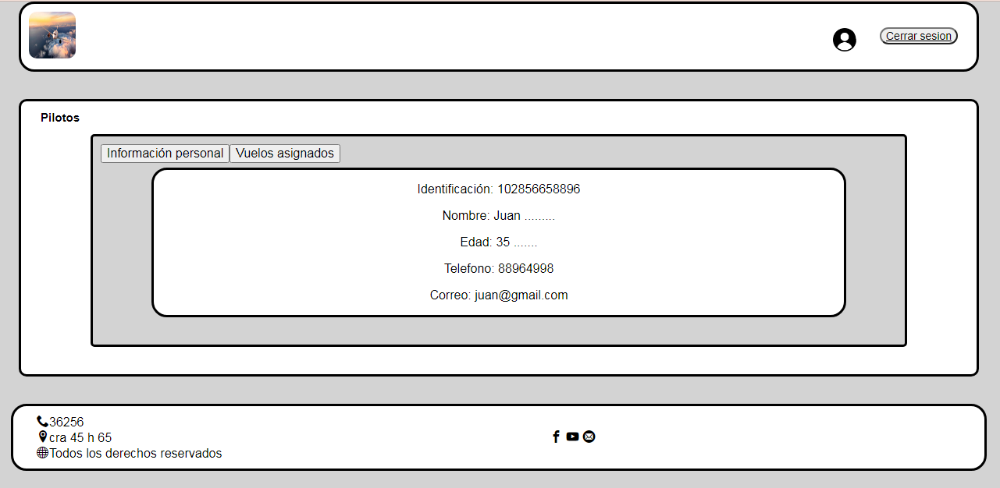 Cerrar sesion
Pilotos
Información personal Vuelos asignados
Identificación: 102856658896
Nombre: Juan .........
Edad: 35 .......
Telefono: 88964998
Correo: juan@gmail.com
36256
cra 45 h 65
Todos los derechos reservados